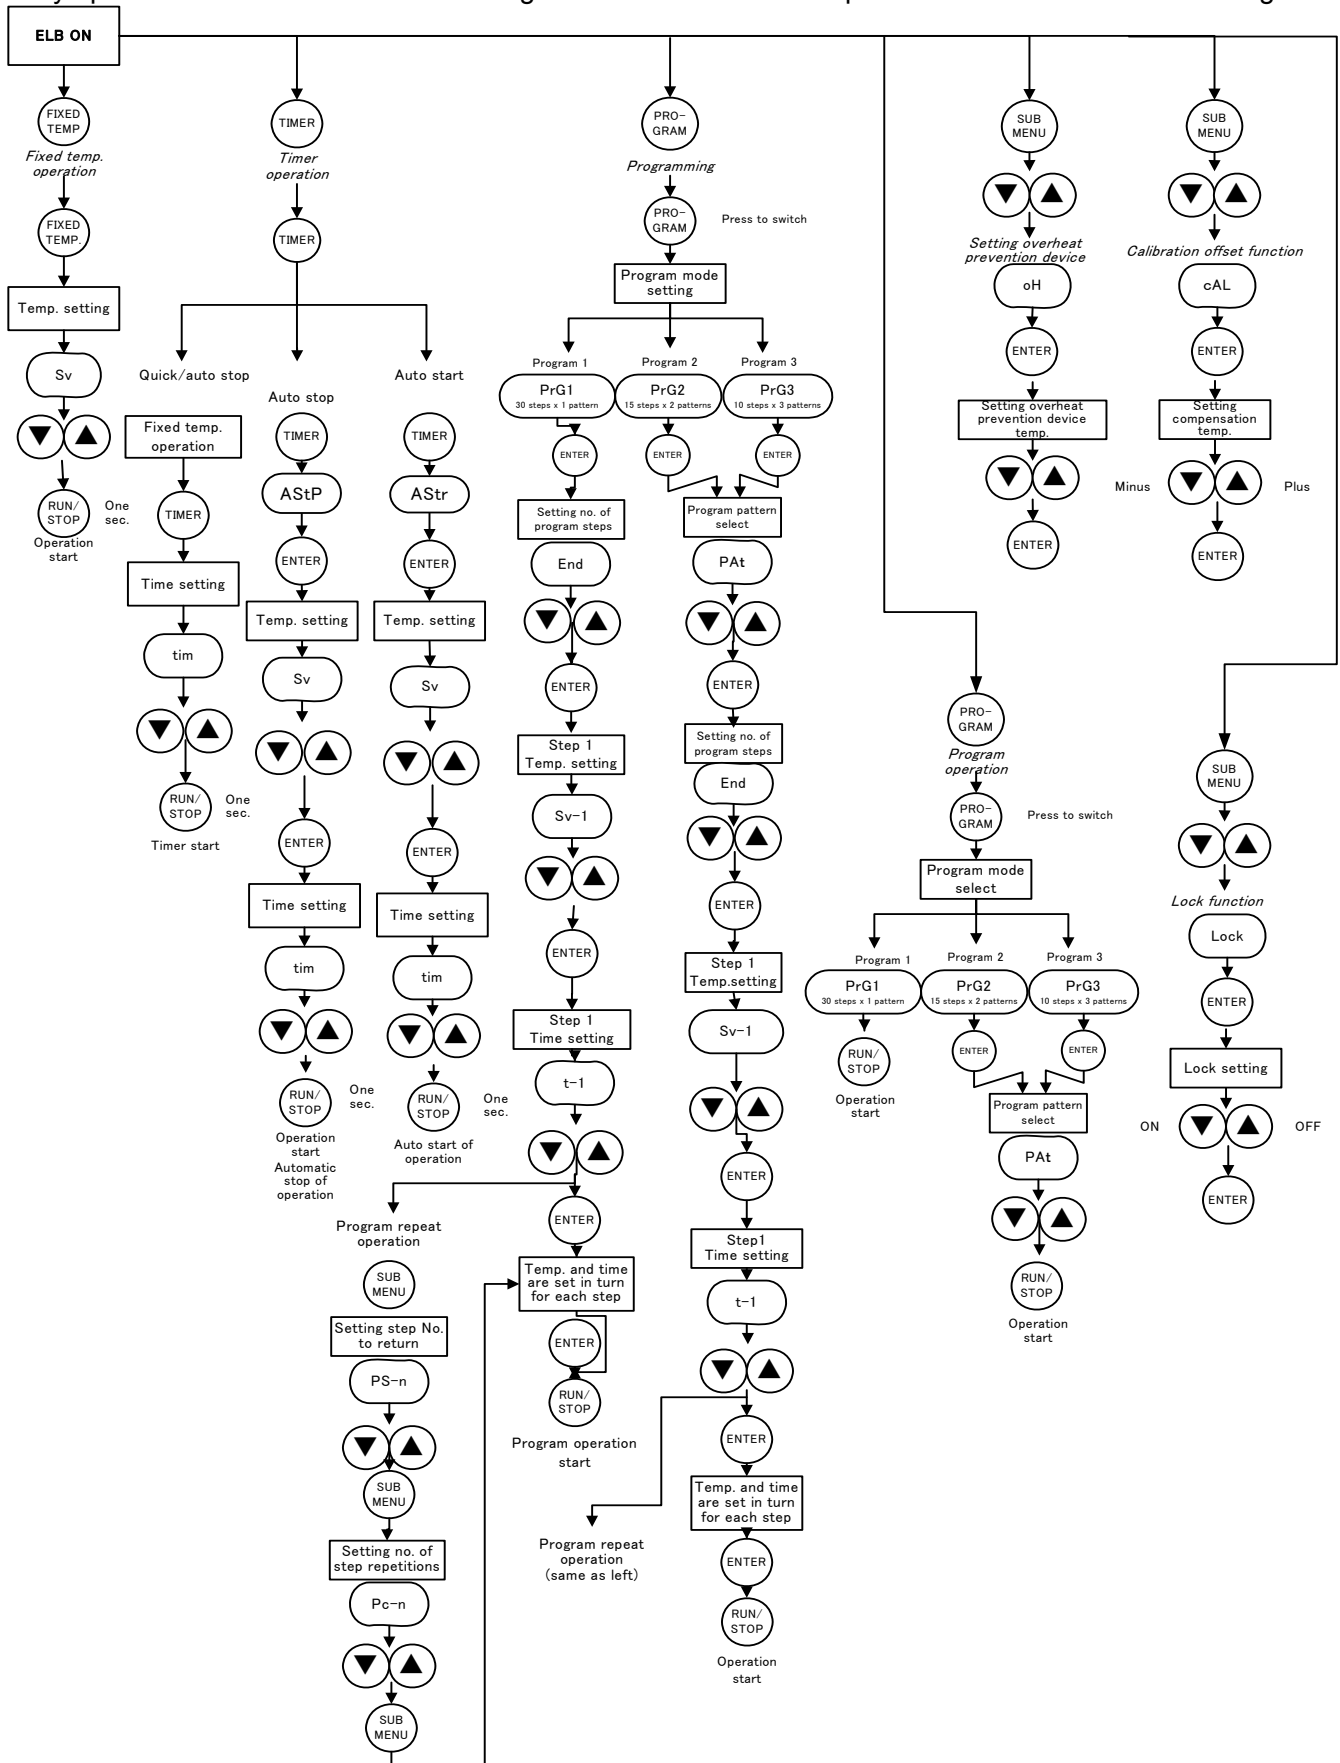 ELB ON
FIXED
TEMP
Fixed temp.
operation
FIXED
TEMP.
Temp. setting
Sv
RUN/
STOP
One
sec.
Operation
start
TIMER
Timer
operation
TIMER
Quick/auto stop
Fixed temp.
operation
TIMER
Time setting
tim
RUN/
STOP
One
sec.
Timer start
Auto stop
TIMER
AStP
ENTER
Temp. setting
Sv
ENTER
Time setting
tim
RUN/
STOP
One
sec.
Operation
start
Automatic
stop of
operation
Auto start
TIMER
AStr
ENTER
Temp. setting
Sv
ENTER
Time setting
tim
RUN/
STOP
One
sec.
Auto start of
operation
PRO-
GRAM
Programming
PRO-
GRAM
Press to switch
Program mode
setting
Program 1
PrG1
30 steps x 1 pattern
Program 2
PrG2
15 steps x 2 patterns
Program 3
PrG3
10 steps x 3 patterns
ENTER
ENTER
ENTER
Setting no. of
program steps
End
ENTER
Step 1
Temp. setting
Sv-1
ENTER
Step 1
Time setting
t-1
ENTER
Temp. and time
are set in turn
for each step
ENTER
RUN/
STOP
Program operation
start
Program repeat
operation
SUB
MENU
Setting step No.
to return
PS-n
SUB
MENU
Setting no. of
step repetitions
Pc-n
SUB
MENU
Program pattern
select
PAt
ENTER
Setting no. of
program steps
End
ENTER
Step 1
Temp.setting
Sv-1
ENTER
Step1
Time setting
t-1
ENTER
Temp. and time
are set in turn
for each step
ENTER
RUN/
STOP
Operation
start
Program repeat
operation
(same as left)
PRO-
GRAM
Program
operation
PRO-
GRAM
Press to switch
Program mode
select
Program 1
PrG1
30 steps x 1 pattern
Program 2
PrG2
15 steps x 2 patterns
Program 3
PrG3
10 steps x 3 patterns
RUN/
STOP
Operation
start
ENTER
ENTER
Program pattern
select
PAt
RUN/
STOP
Operation
start
SUB
MENU
Setting overheat
prevention device
oH
ENTER
Setting overheat
prevention device
temp.
ENTER
SUB
MENU
Calibration offset function
cAL
ENTER
Setting
compensation
temp.
Minus
Plus
ENTER
SUB
MENU
Lock function
Lock
ENTER
Lock setting
ON
OFF
ENTER